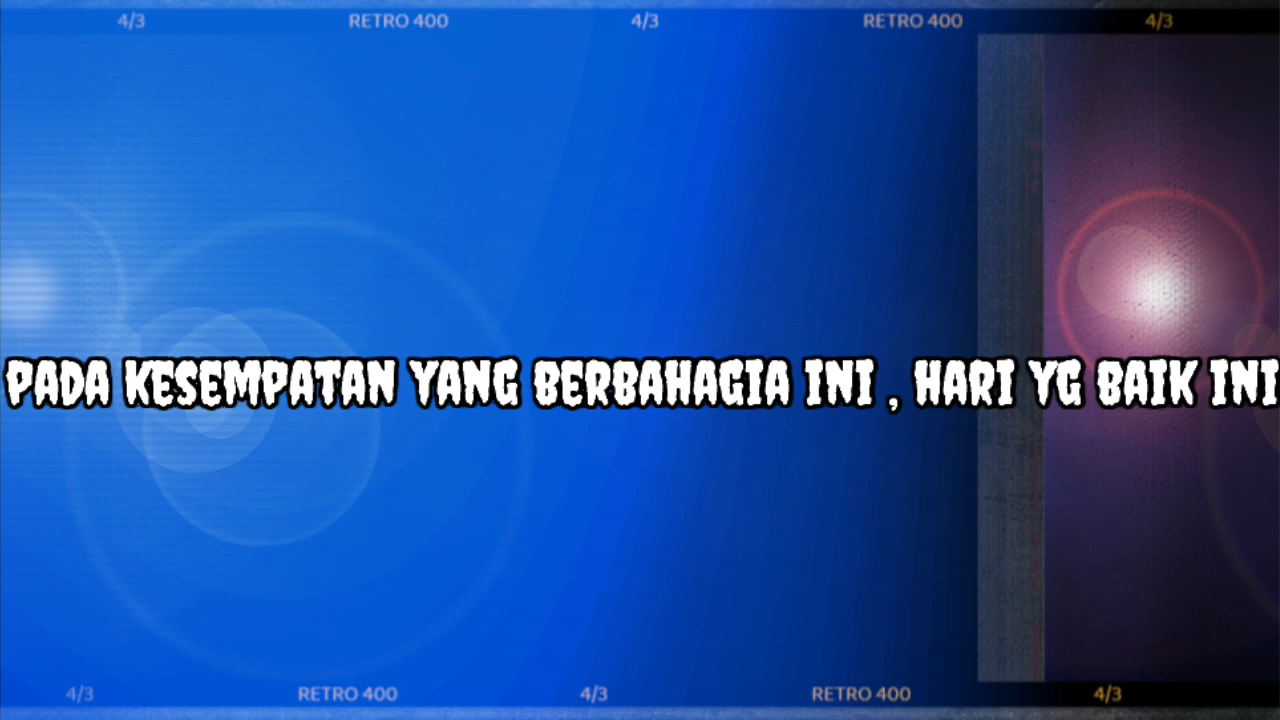 4/3 RETRO 400 4/3 RETRO 400 4/3
PADA KESEMPATAN YANG BERBAHAGIA INI , HARI YG BAIK INI
4/3 RETRO 400 4/3 RETRO 400 4/3